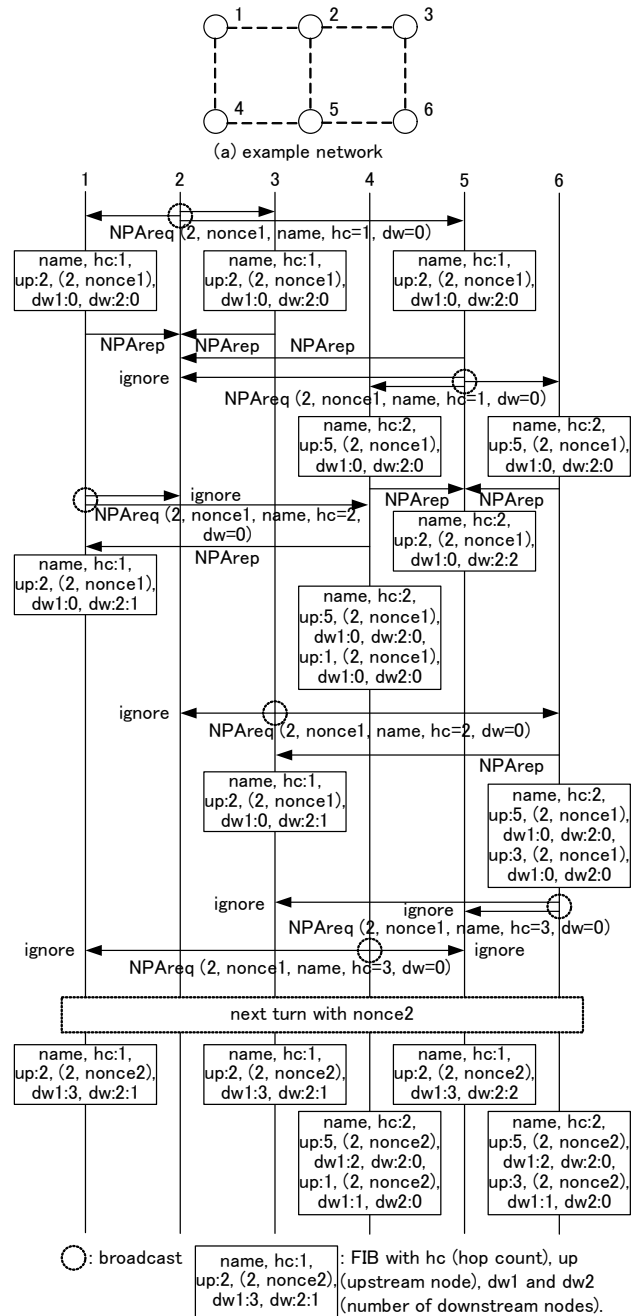 1 2 3
4 5 6
(a) example network
1 2 3 4 5 6
NPAreq (2, nonce1, name, hc=1, dw=0)
name, hc:1,
up:2, (2, nonce1),
dw1:0, dw:2:0
name, hc:1,
up:2, (2, nonce1),
dw1:0, dw:2:0
name, hc:1,
up:2, (2, nonce1),
dw1:0, dw:2:0
NPArep
NPArep
NPArep
ignore
NPAreq (2, nonce1, name, hc=1, dw=0)
name, hc:2,
up:5, (2, nonce1),
dw1:0, dw:2:0
name, hc:2,
up:5, (2, nonce1),
dw1:0, dw:2:0
ignore
NPAreq (2, nonce1, name, hc=2,
dw=0)
NPArep
NPArep
NPArep
name, hc:2,
up:2, (2, nonce1),
dw1:0, dw:2:2
name, hc:1,
up:2, (2, nonce1),
dw1:0, dw:2:1
name, hc:2,
up:5, (2, nonce1),
dw1:0, dw:2:0,
up:1, (2, nonce1),
dw1:0, dw2:0
ignore
NPAreq (2, nonce1, name, hc=2, dw=0)
NPArep
name, hc:1,
up:2, (2, nonce1),
dw1:0, dw:2:1
name, hc:2,
up:5, (2, nonce1),
dw1:0, dw:2:0,
up:3, (2, nonce1),
dw1:0, dw2:0
ignore
ignore
NPAreq (2, nonce1, name, hc=3, dw=0)
ignore
ignore
NPAreq (2, nonce1, name, hc=3, dw=0)
next turn with nonce2
name, hc:1,
up:2, (2, nonce2),
dw1:3, dw:2:1
name, hc:1,
up:2, (2, nonce2),
dw1:3, dw:2:1
name, hc:1,
up:2, (2, nonce2),
dw1:3, dw:2:2
name, hc:2,
up:5, (2, nonce2),
dw1:2, dw:2:0,
up:1, (2, nonce2),
dw1:1, dw2:0
name, hc:2,
up:5, (2, nonce2),
dw1:2, dw:2:0,
up:3, (2, nonce2),
dw1:1, dw2:0
: broadcast
name, hc:1,
up:2, (2, nonce2),
dw1:3, dw:2:1
: FIB with hc (hop count), up
(upstream node), dw1 and dw2
(number of downstream nodes).